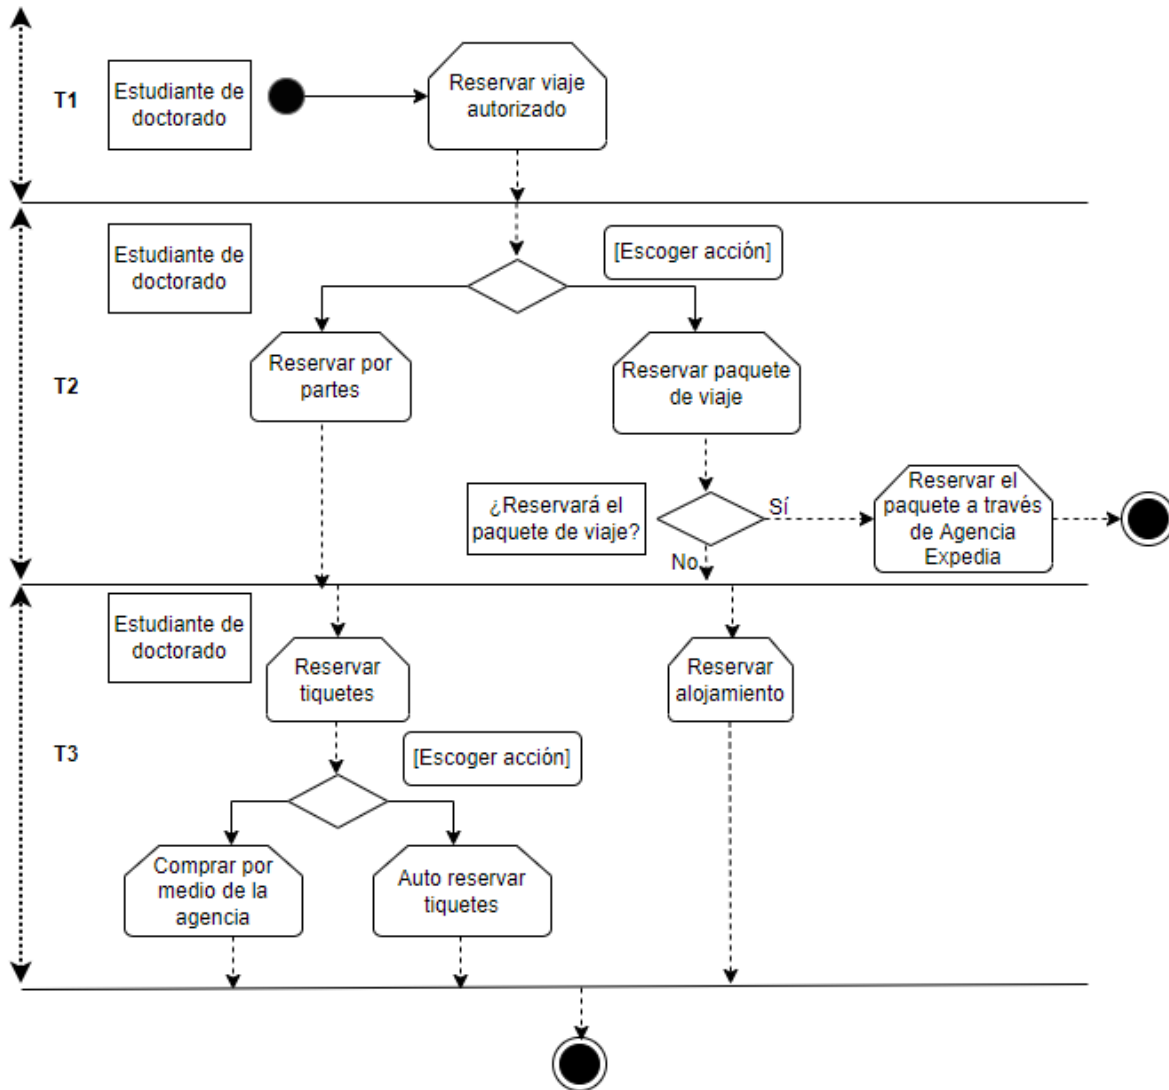 T1
Estudiante de
doctorado
Reservar viaje
autorizado
Estudiante de
doctorado
[Escoger acción]
T2
Reservar por
partes
Reservar paquete
de viaje
¿Reservará el
paquete de viaje?
Sí
No
Reservar el
paquete a través
de Agencia
Expedia
Estudiante de
doctorado
Reservar
tiquetes
Reservar
alojamiento
T3
[Escoger acción]
Comprar por
medio de la
agencia
Auto reservar
tiquetes